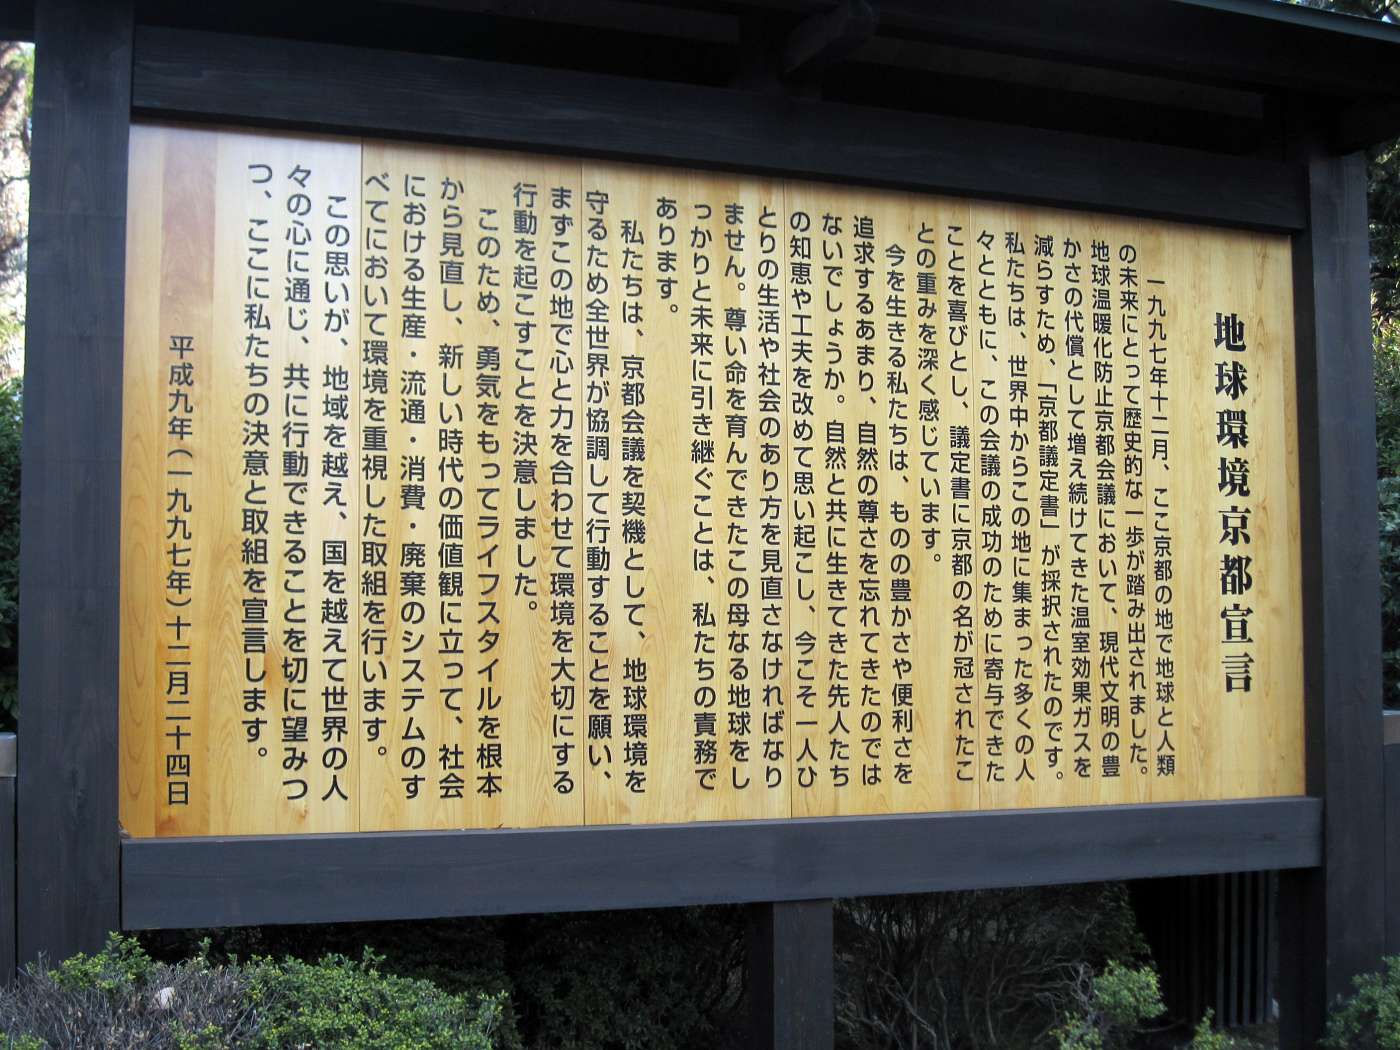 地球環境京都宣言
一九九七年十二月、ここ京都の地で地球と人類
の未来にとって歴史的な一歩が踏み出されました。
地球温暖化防止京都会議において、現代文明の豊
かさの代償として増え続けてきた温室効果ガスを
減らすため、「京都議定書」が採択されたのです。
私たちは、世界中からこの地に集まった多くの人
々とともに、この会議の成功のために寄与できた
ことを喜びとし、議定書に京都の名が冠されたこ
との重みを深く感じています。
今を生きる私たちは、ものの豊かさや便利さを
追求するあまり、自然の尊さを忘れてきたのでは
ないでしょうか。自然と共に生きてきた先人たち
の知恵や工夫を改めて思い起こし、今こそ一人ひ
とりの生活や社会のあり方を見直さなければなり
ません。尊い命を育んできたこの母なる地球をし
っかりと未来に引き継ぐことは、私たちの責務で
あります。
私たちは、京都会議を契機として、地球環境を
守るため全世界が協調して行動することを願い、
まずこの地で心と力を合わせて環境を大切にする
行動を起こすことを決意しました。
このため、勇気をもってライフスタイルを根本
から見直し、新しい時代の価値観に立って、社会
における生産・流通・消費・廃棄のシステムのす
べてにおいて環境を重視した取組を行います。
この思いが、地域を越え、国を越えて世界の人
々の心に通じ、共に行動できることを切に望みつ
つ、ここに私たちの決意と取組を宣言します。
平成九年(一九九七年)十二月二十四日